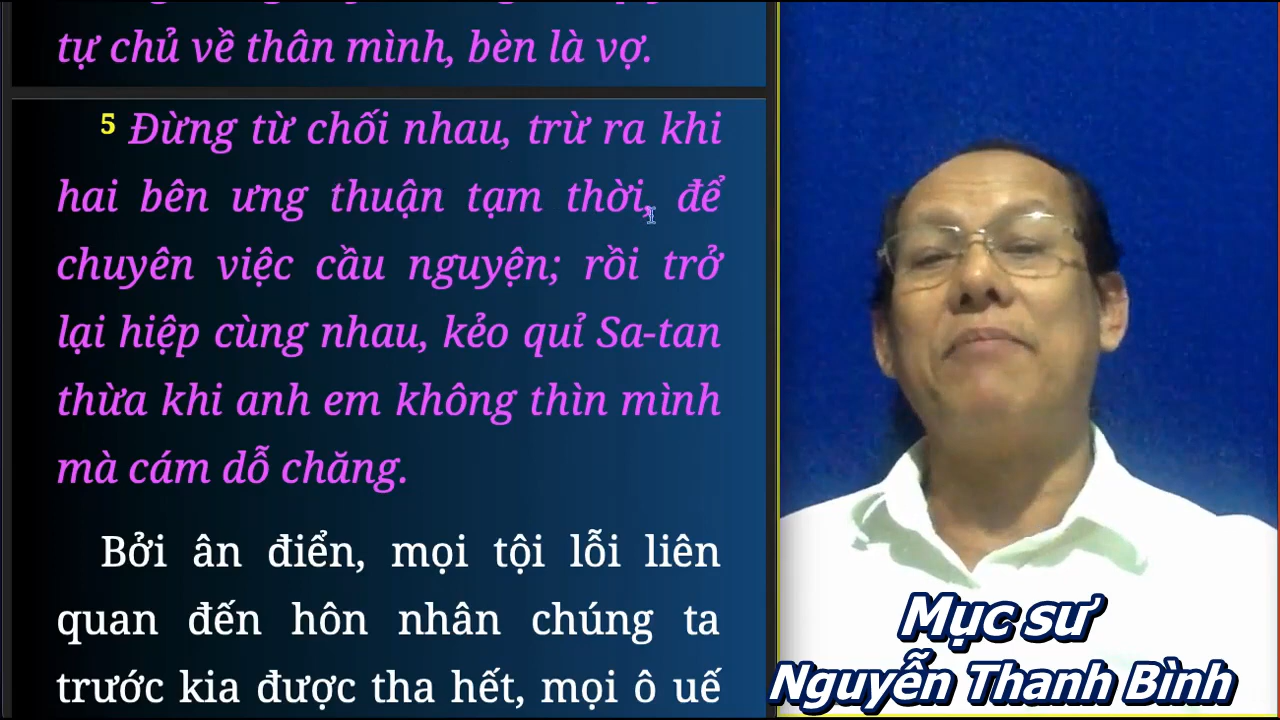 tự chủ về thân mình, bèn là vợ.
5 Đừng từ chối nhau, trừ ra khi
hai bên ưng thuận tạm thời, để
chuyên việc cầu nguyện; rồi trở
lại hiệp cùng nhau, kẻo quỉ Sa-tan
thừa khi anh em không thìn mình
mà cám dỗ chăng.
Bởi ân điển, mọi tội lỗi liên
quan đến hôn nhân chúng ta
trước kia được tha hết, mọi ô uế
Mục sư
Nguyễn Thanh Bình